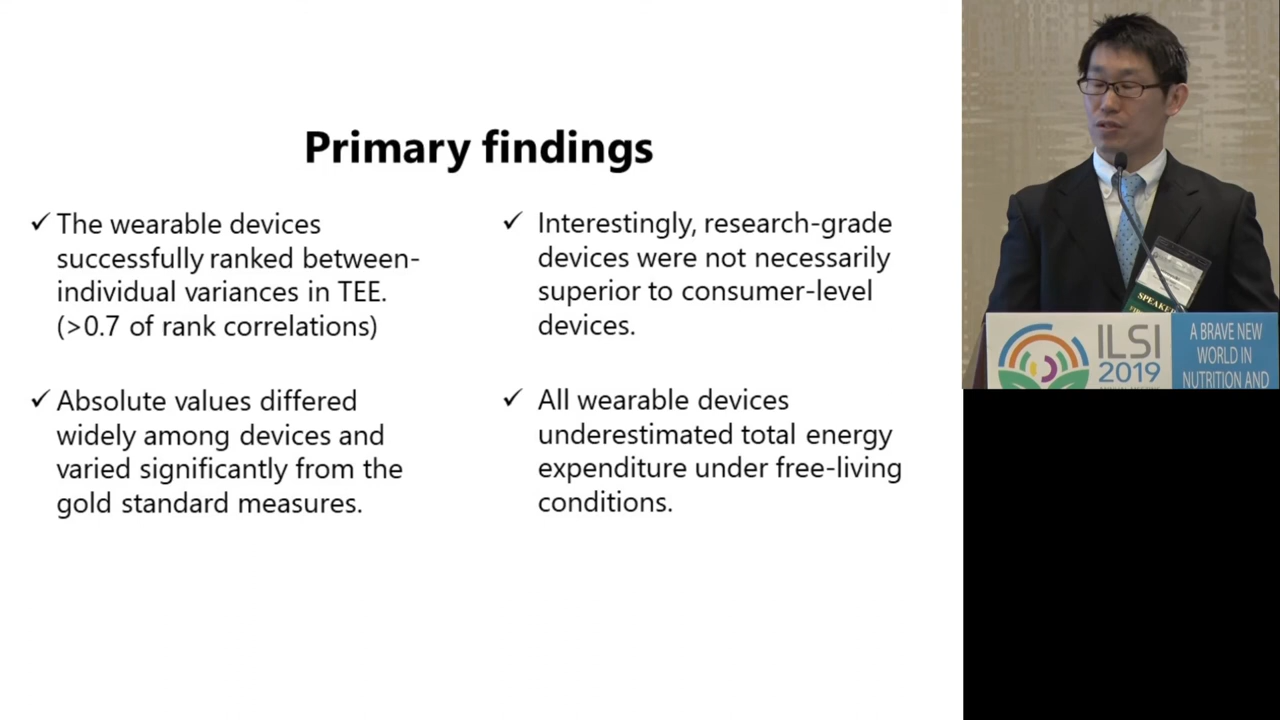 Primary findings
✓ The wearable devices
successfully ranked between-
individual variances in TEE.
(>0.7 of rank correlations)
✓ Absolute values differed
widely among devices and
varied significantly from the
gold standard measures.
✓ Interestingly, research-grade
devices were not necessarily
superior to consumer-level
devices.
✓ All wearable devices
underestimated total energy
expenditure under free-living
conditions.
SPEAKER
ILSI
2019
A BRAVE NEW
WORLD IN
NUTRITION AND